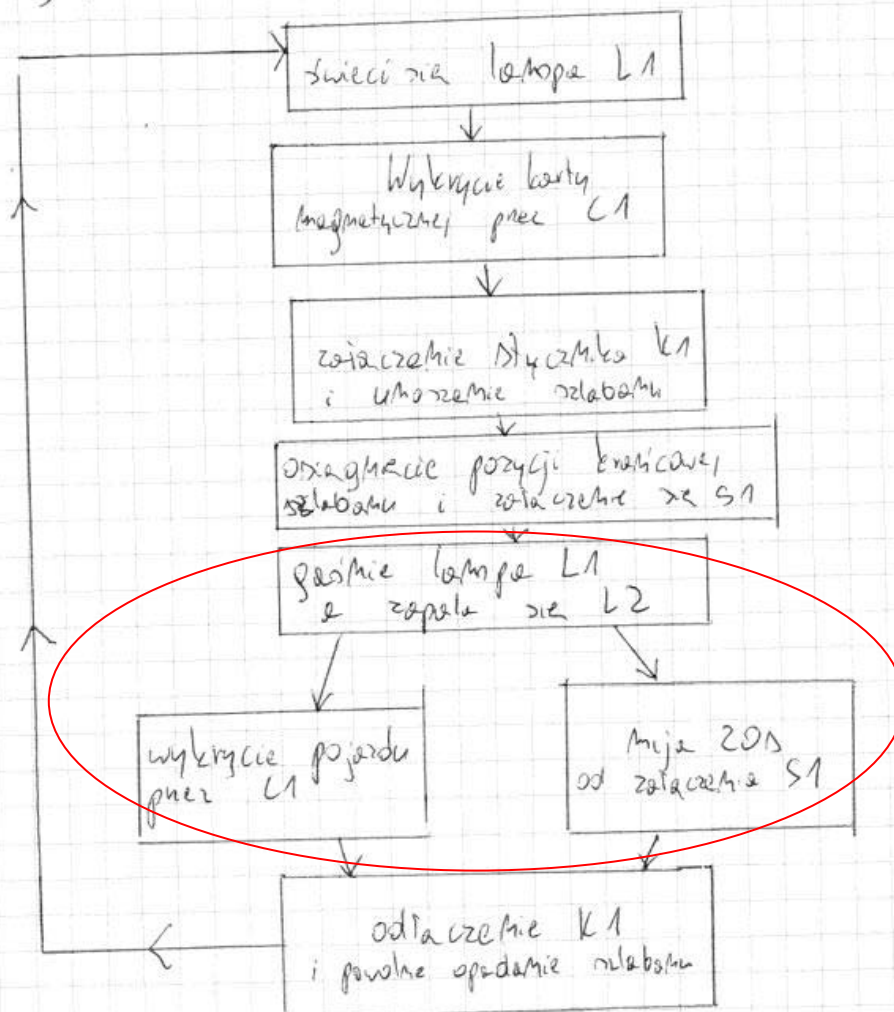 świeci się lampa L1
Wykrycie karty
magnetycznej przez C1
załączenie stycznika K1
i unoszenie szlabanu
osiągnięcie pozycji krańcowej
szlabanu i załączenie się S1
gaśnie lampa L1
a zapala się L2
wykrycie pojazdu
przez C1
mija 20s
od załączenia S1
odłączenie K1
i powolne opadanie szlabanu